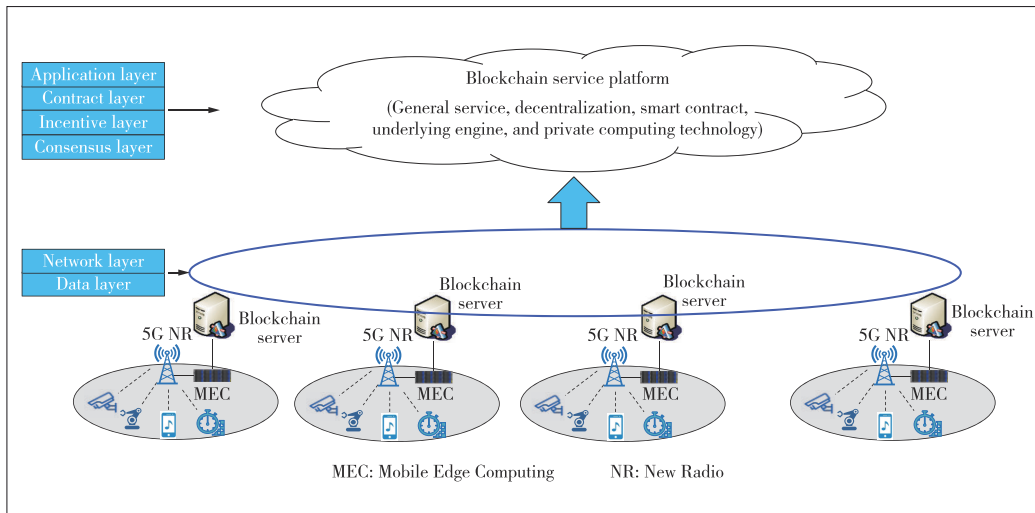 Application layer
Contract layer
Incentive layer
Consensus layer
Blockchain service platform
(General service, decentralization, smart contract,
underlying engine, and private computing technology)
Network layer
Data layer
Blockchain
server
5G NR
MEC
Blockchain
server
5G NR
MEC
Blockchain
server
5G NR
MEC
Blockchain
server
5G NR
MEC
MEC: Mobile Edge Computing
NR: New Radio